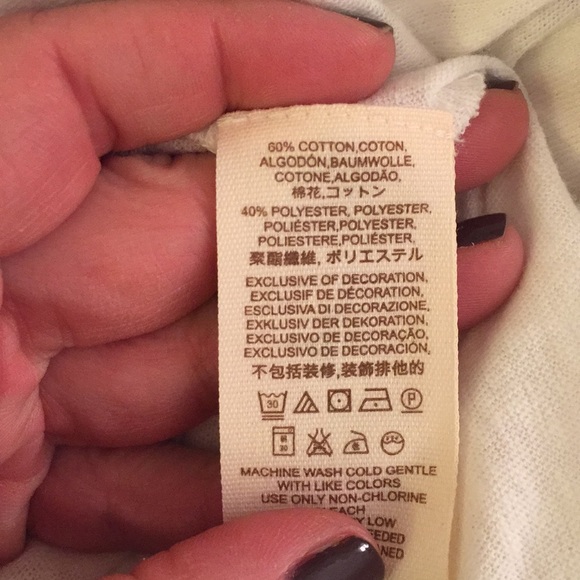 60% COTTON,COTON,
ALGODÓN,BAUMWOLLE,
COTONE,ALGODÃO,
棉花,コットン
40% POLYESTER, POLYESTER,
POLIÉSTER,POLYESTER,
POLIESTERE,POLIÉSTER,
聚酯纖維, ポリエステル
EXCLUSIVE OF DECORATION,
EXCLUSIF DE DÉCORATION,
ESCLUSIVA DI DECORAZIONE,
EXKLUSIV DER DEKORATION,
EXCLUSIVO DE DECORAÇÃO,
EXCLUSIVO DE DECORACIÓN,
不包括装修,装飾排他的
30 P
30
MACHINE WASH COLD GENTLE
WITH LIKE COLORS
USE ONLY NON-CHLORINE
LOW